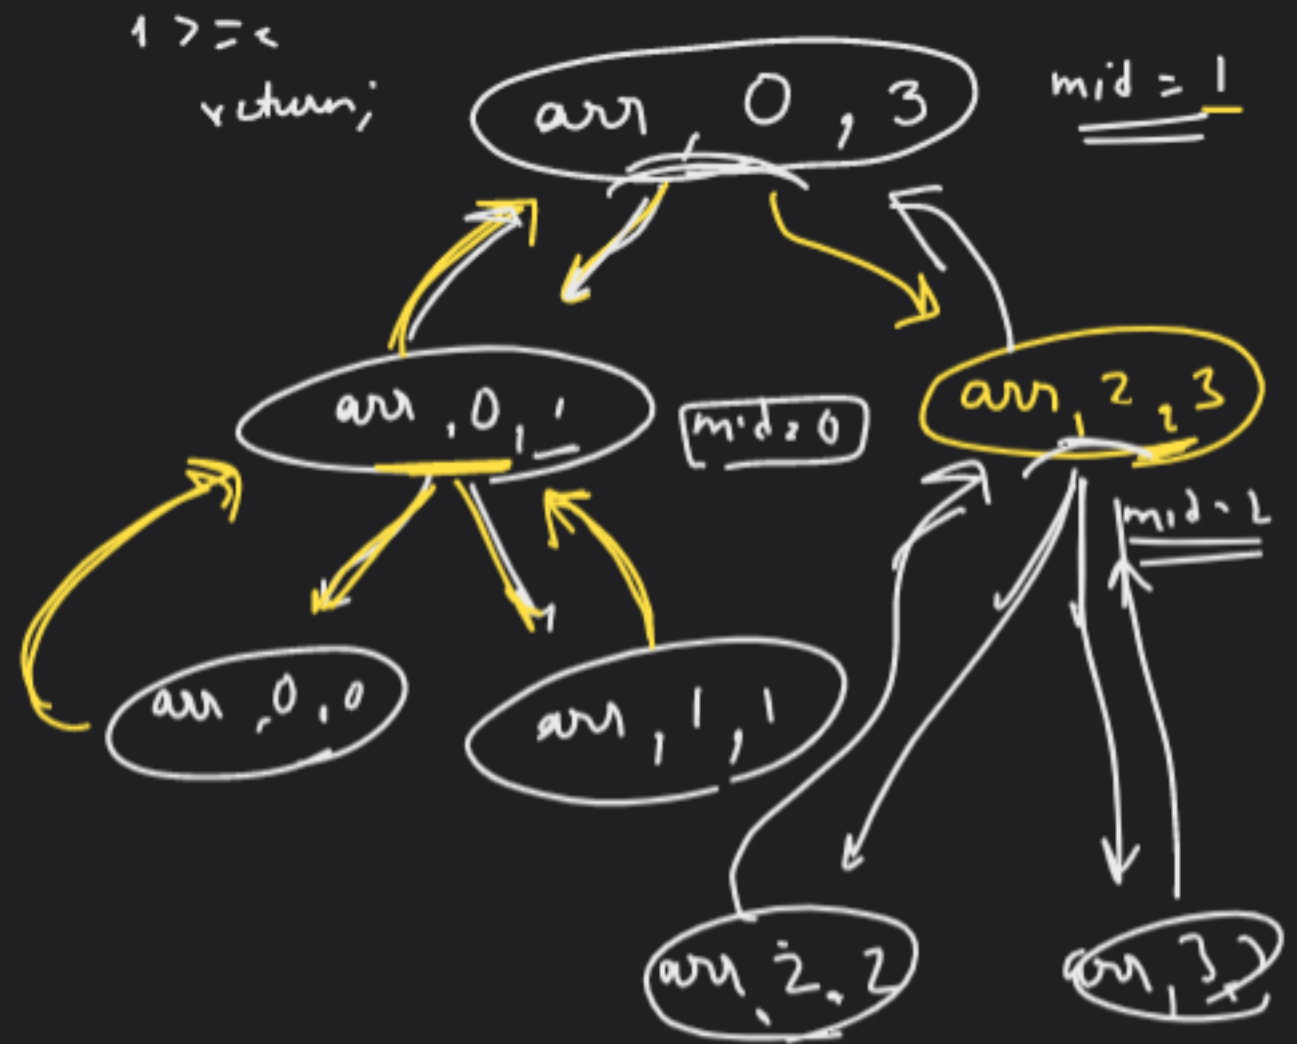 1 >= <
return;
arr, 0, 3
mid = 1
arr, 0, 1
mid = 0
arr, 2, 3
mid = 2
arr, 0, 0
arr, 1, 1
arr, 2, 2
arr, 3,